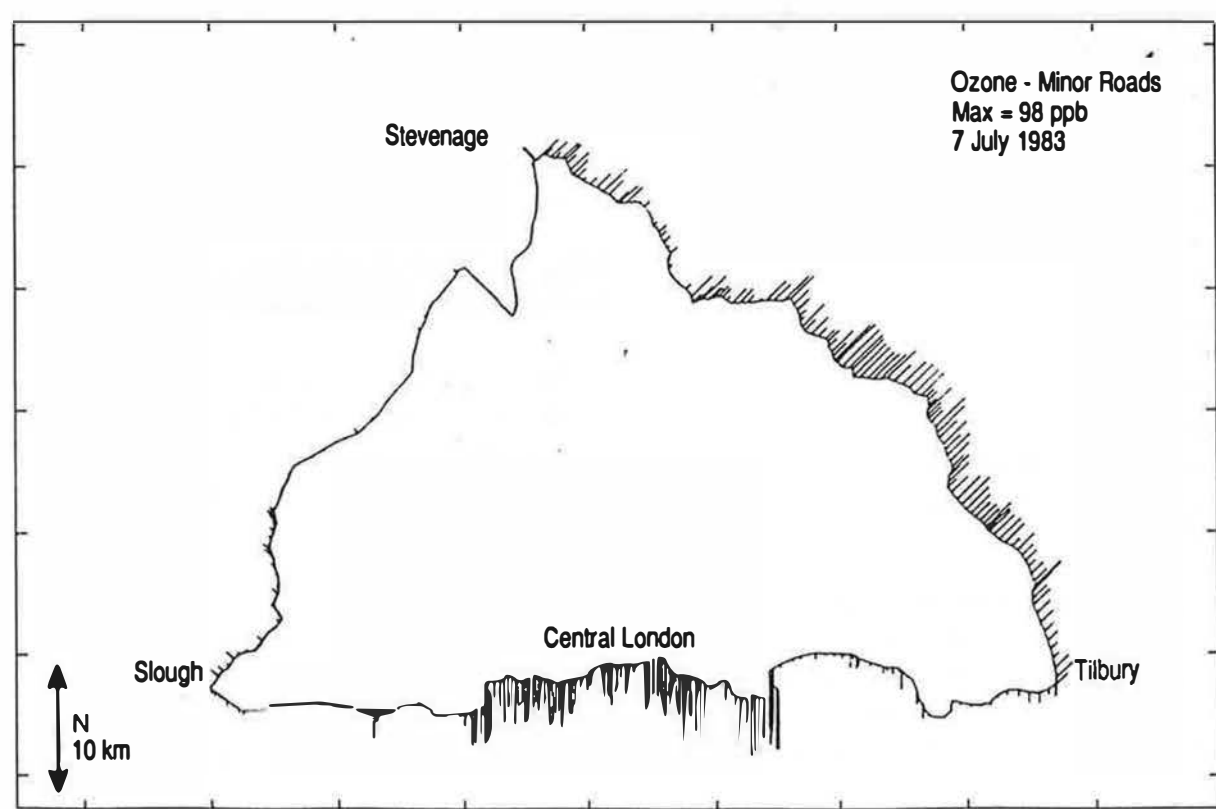 Ozone - Minor Roads
Max = 98 ppb
7 July 1983
Stevenage
Central London
Slough
Tilbury
N
10 km